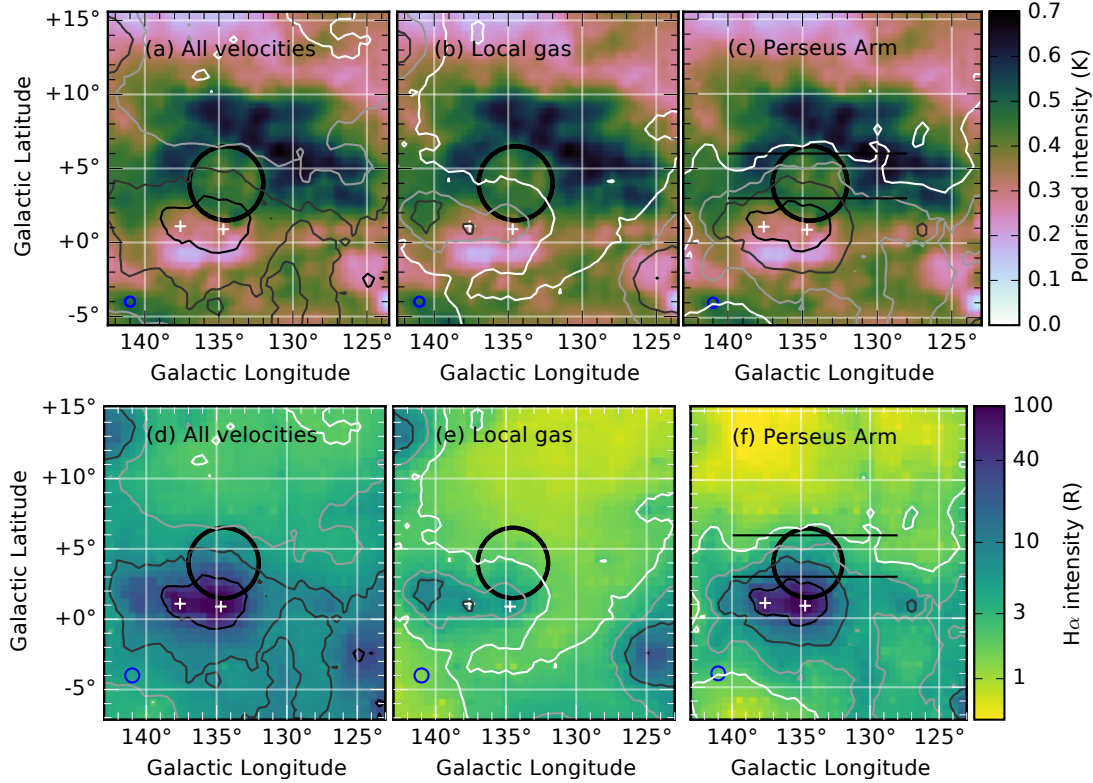 (a) All velocities
(b) Local gas
(c) Perseus Arm
Galactic Latitude
+15°
+10°
+5°
+0°
-5°
140
135
130
125°
140
135
130
125°
140
135
130
125°
Galactic Longitude
Galactic Longitude
Galactic Longitude
0.7
0.6
0.5
0.4
0.3
0.2
0.1
0.0
Polarised intensity (K)
(d) All velocities
(e) Local gas
(f) Perseus Arm
Galactic Latitude
+15°
+10°
+5°
+0°
-5°
140
135
130
125°
140
135
130
125°
140
135
130
125°
Galactic Longitude
Galactic Longitude
Galactic Longitude
100
40
10
3
1
Hα intensity (R)